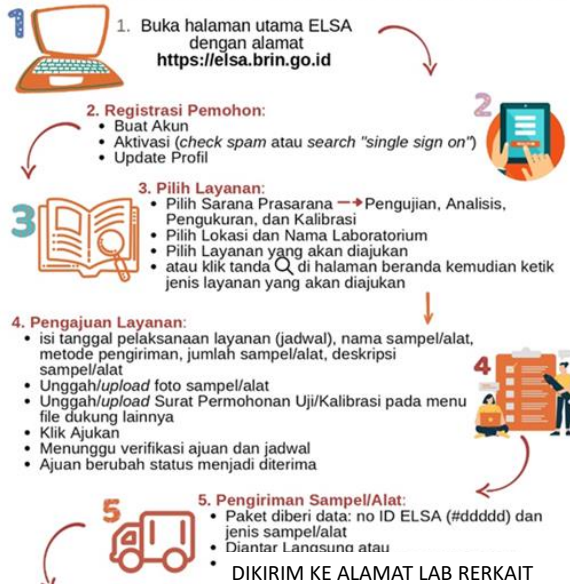 1
1. Buka halaman utama ELSA
dengan alamat
https://elsa.brin.go.id
2
2. Registrasi Pemohon:
• Buat Akun
• Aktivasi (check spam atau search "single sign on")
• Update Profil
3
3. Pilih Layanan:
• Pilih Sarana Prasarana → Pengujian, Analisis,
Pengukuran, dan Kalibrasi
• Pilih Lokasi dan Nama Laboratorium
• Pilih Layanan yang akan diajukan
• atau klik tanda di halaman beranda kemudian ketik
jenis layanan yang akan diajukan
4. Pengajuan Layanan:
• isi tanggal pelaksanaan layanan (jadwal), nama sampel/alat,
metode pengiriman, jumlah sampel/alat, deskripsi
sampel/alat
• Unggah/upload foto sampel/alat
• Unggah/upload Surat Permohonan Uji/Kalibrasi pada menu
file dukung lainnya
• Klik Ajukan
• Menunggu verifikasi ajuan dan jadwal
• Ajuan berubah status menjadi diterima
4
5
5. Pengiriman Sampel/Alat:
• Paket diberi data: no ID ELSA (#ddddd) dan
jenis sampel/alat
• Diantar Langsung atau
• DIKIRIM KE ALAMAT LAB RERKAIT